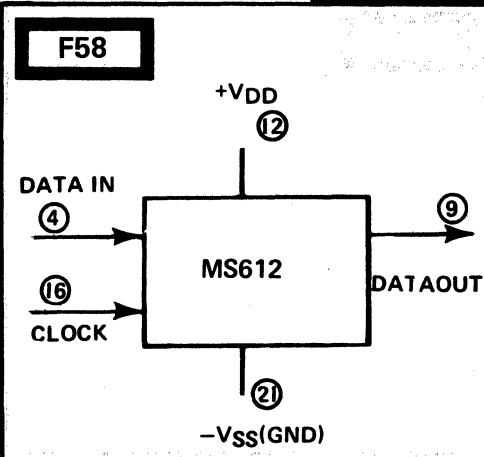 F58
+VDD
12
DATA IN
4
9
MS612
16
DATAOUT
CLOCK
21
−VSS(GND)